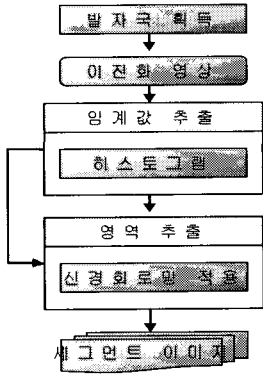 발 자 국 획 득
이 진 화 영 상
임 계 값 추 출
히 스 토 그 램
영 역 추 출
신 경 회 로 망 적 용
세 그 먼 트 이 미 지